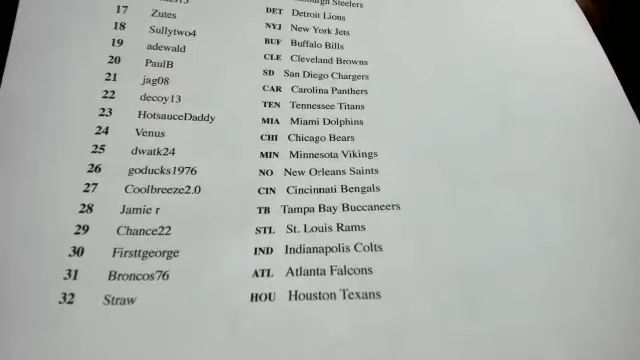 Steelers
17 Zutes DET Detroit Lions
18 Sullytwo4 NYJ New York Jets
19 adewald BUF Buffalo Bills
20 PaulB CLE Cleveland Browns
21 jag08 SD San Diego Chargers
22 decoy13 CAR Carolina Panthers
23 HotsauceDaddy TEN Tennessee Titans
24 Venus MIA Miami Dolphins
25 dwatk24 CHI Chicago Bears
26 goducks1976 MIN Minnesota Vikings
27 Coolbreeze2.0 NO New Orleans Saints
28 Jamie r CIN Cincinnati Bengals
29 Chance22 TB Tampa Bay Buccaneers
30 Firsttgeorge STL St. Louis Rams
31 Broncos76 IND Indianapolis Colts
32 Straw ATL Atlanta Falcons
HOU Houston Texans